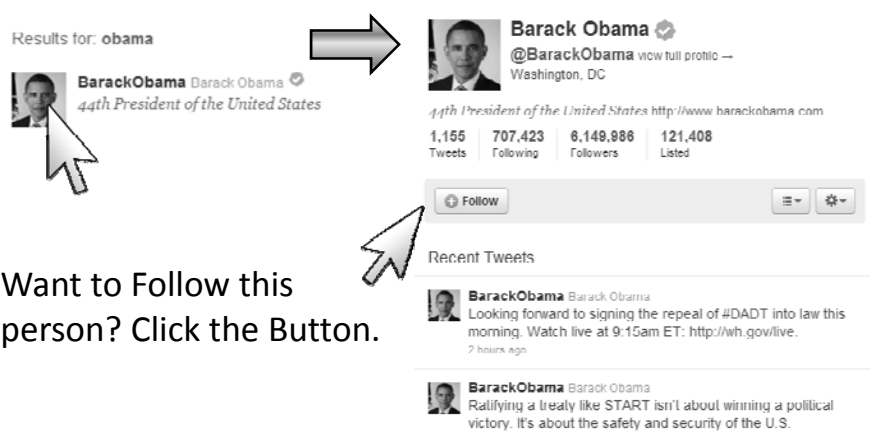 Results for: obama
BarackObama Barack Obama
44th President of the United States
Want to Follow this
person? Click the Button.
Barack Obama
@BarackObama view full profile →
Washington, DC
44th President of the United States http://www.barackobama.com
1,155 707,423 6,149,986 121,408
Tweets Following Followers Listed
Follow
Recent Tweets
BarackObama Barack Obama
Looking forward to signing the repeal of #DADT into law this
morning. Watch live at 9:15am ET: http://wh.gov/live.
2 hours ago
BarackObama Barack Obama
Ratifying a treaty like START isn't about winning a political
victory. It's about the safety and security of the U.S.